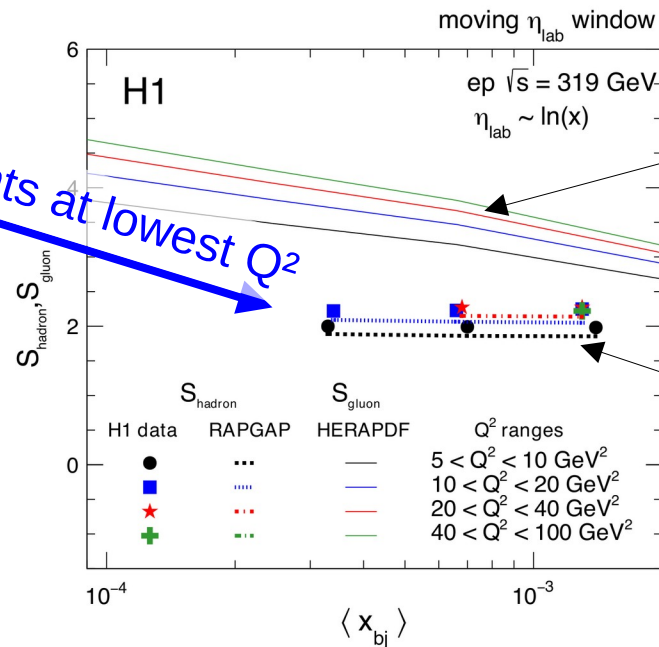 moving η_lab window
6
H1
ep √s = 319 GeV
η_lab ~ ln(x)
4
at lowest Q²
S_hadron, S_gluon
2
S_hadron S_gluon
H1 data RAPGAP HERAPDF Q² ranges
0
5 < Q² < 10 GeV²
10 < Q² < 20 GeV²
20 < Q² < 40 GeV²
40 < Q² < 100 GeV²
10⁻⁴ 10⁻³
⟨ x_bj ⟩